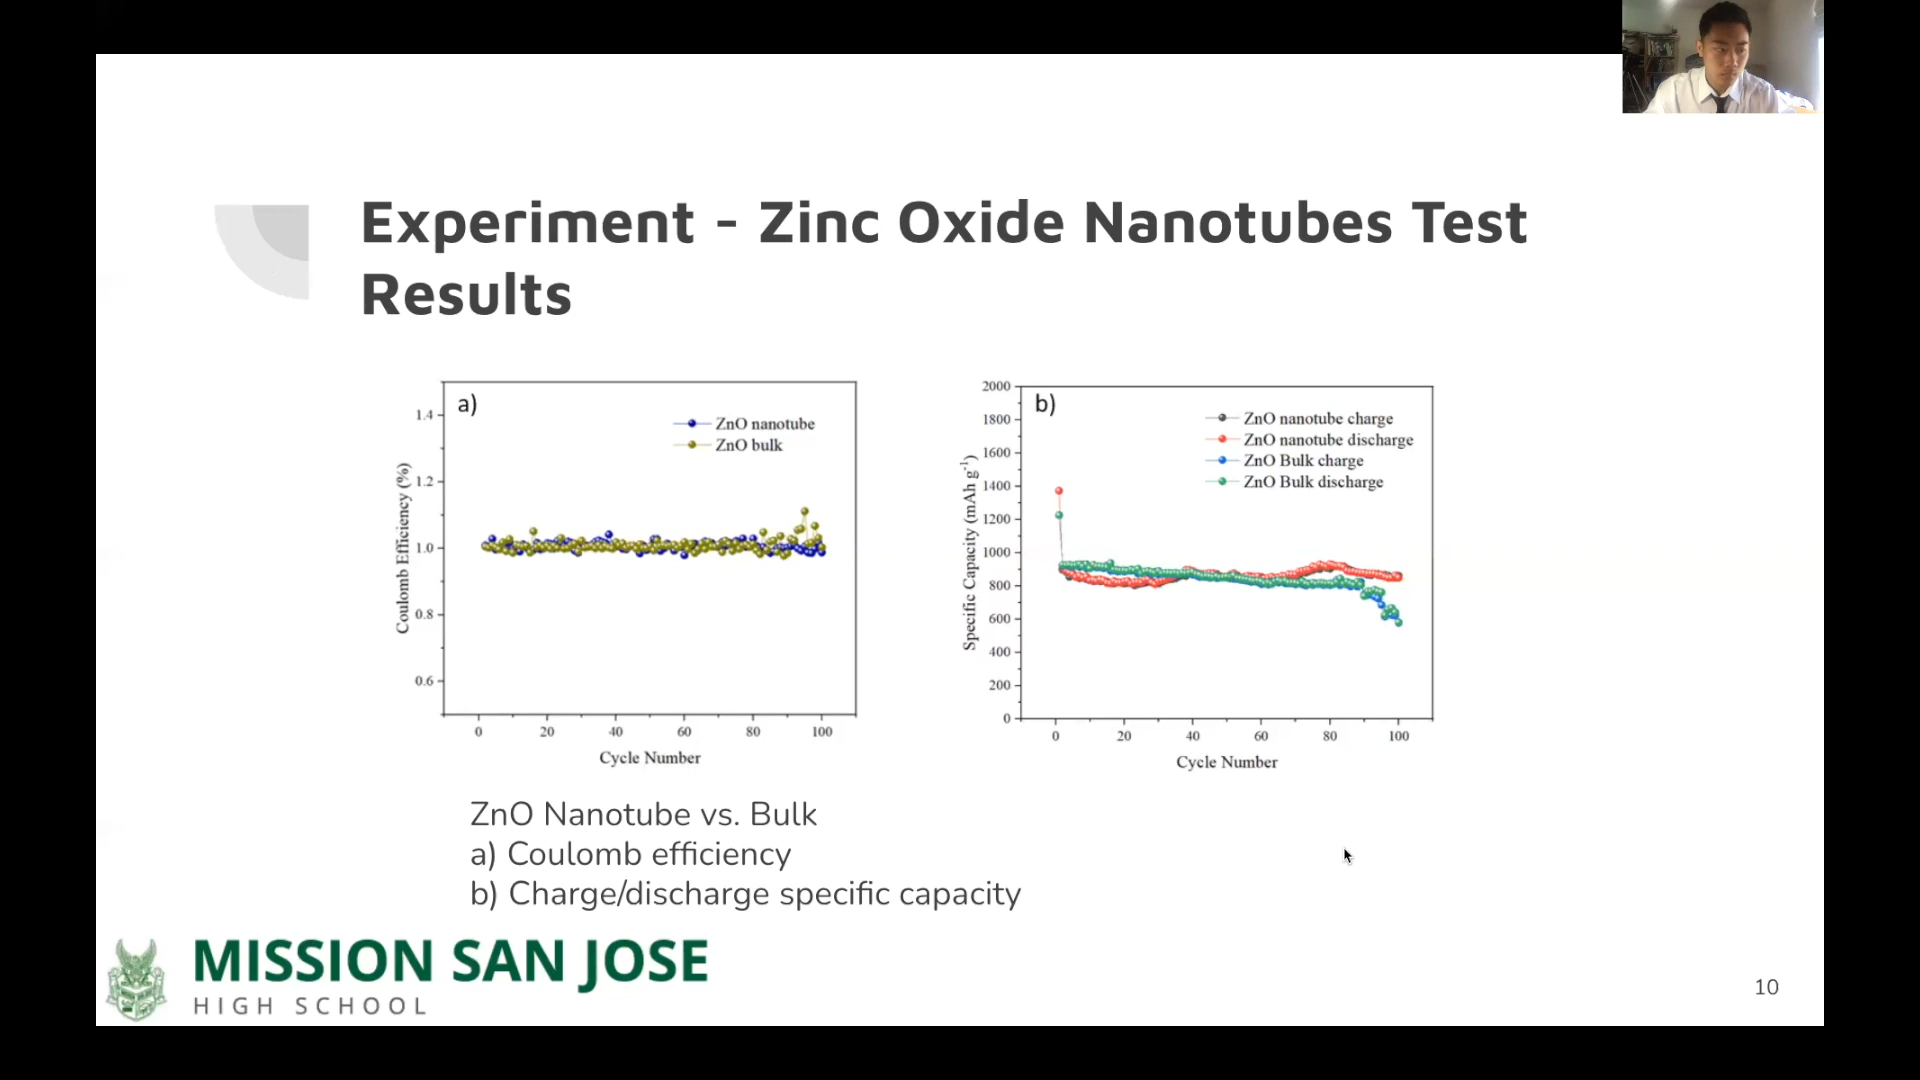 Experiment - Zinc Oxide Nanotubes Test
Results
a)
ZnO nanotube
ZnO bulk
1.4
1.2
1.0
0.8
0.6
Coulomb Efficiency (%)
0 20 40 60 80 100
Cycle Number
b)
ZnO nanotube charge
ZnO nanotube discharge
ZnO Bulk charge
ZnO Bulk discharge
2000
1800
1600
1400
1200
1000
800
600
400
200
0
Specific Capacity (mAh g⁻¹)
0 20 40 60 80 100
Cycle Number
ZnO Nanotube vs. Bulk
a) Coulomb efficiency
b) Charge/discharge specific capacity
MISSION SAN JOSE
HIGH SCHOOL
10